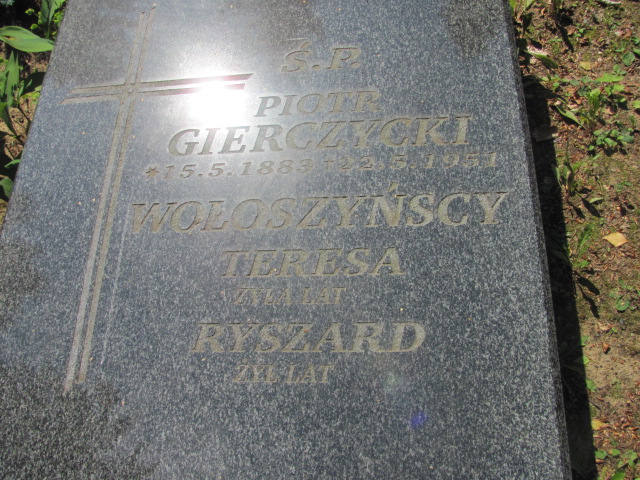 Ś.P.
PIOTR
GIERCZYCKI
*15.5.1883 †22.5.1951
WOŁOSZYŃSCY
TERESA
ŻYŁA LAT
RYSZARD
ŻYŁ LAT